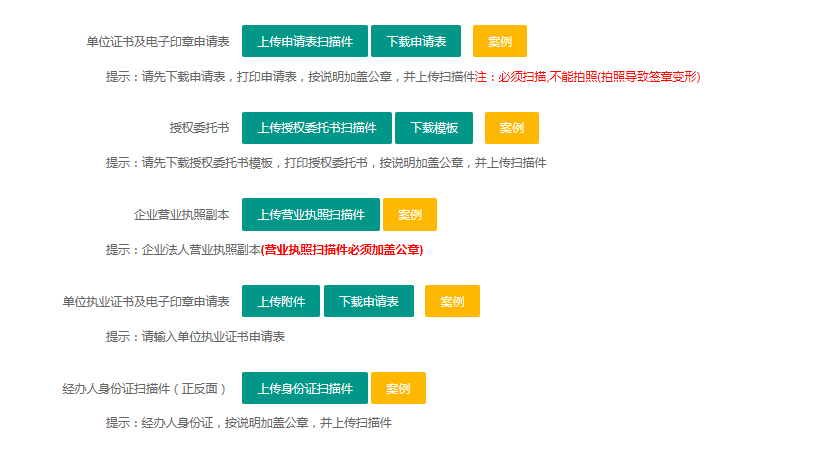 单位证书及电子印章申请表 上传申请表扫描件 下载申请表 案例
提示：请先下载申请表，打印申请表，按说明加盖公章，并上传扫描件注：必须扫描,不能拍照(拍照导致签章变形)
授权委托书 上传授权委托书扫描件 下载模板 案例
提示：请先下载授权委托书模板，打印授权委托书，按说明加盖公章，并上传扫描件
企业营业执照副本 上传营业执照扫描件 案例
提示：企业法人营业执照副本(营业执照扫描件必须加盖公章)
单位执业证书及电子印章申请表 上传附件 下载申请表 案例
提示：请输入单位执业证书申请表
经办人身份证扫描件（正反面） 上传身份证扫描件 案例
提示：经办人身份证，按说明加盖公章，并上传扫描件